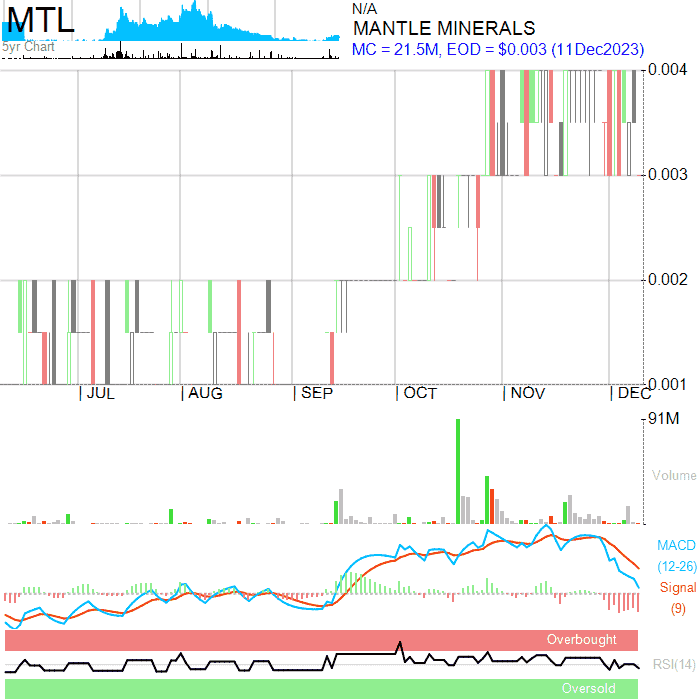 MTL
N/A
MANTLE MINERALS
5yr Chart
MC = 21.5M, EOD = $0.003 (11Dec2023)
0.004
0.003
0.002
0.001
JUL AUG SEP OCT NOV DEC
91M
Volume
MACD
(12-26)
Signal
(9)
Overbought
RSI(14)
Oversold